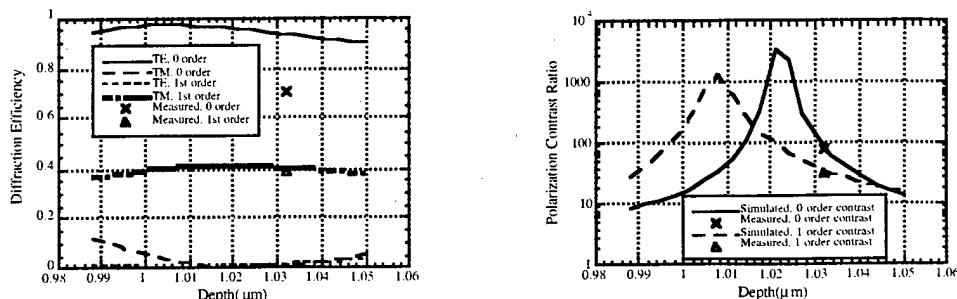 1
0.8
0.6
0.4
0.2
0
Diffraction Efficiency
TE, 0 order
TM, 0 order
TE, 1st order
TM, 1st order
Measured, 0 order
Measured, 1st order
0.98 0.99 1 1.01 1.02 1.03 1.04 1.05 1.06
Depth( μm)
10⁴
1000
100
10
1
Polarization Contrast Ratio
Simulated, 0 order contrast
Measured, 0 order contrast
Simulated, 1 order contrast
Measured, 1 order contrast
0.98 0.99 1 1.01 1.02 1.03 1.04 1.05 1.06
Depth(μ m)